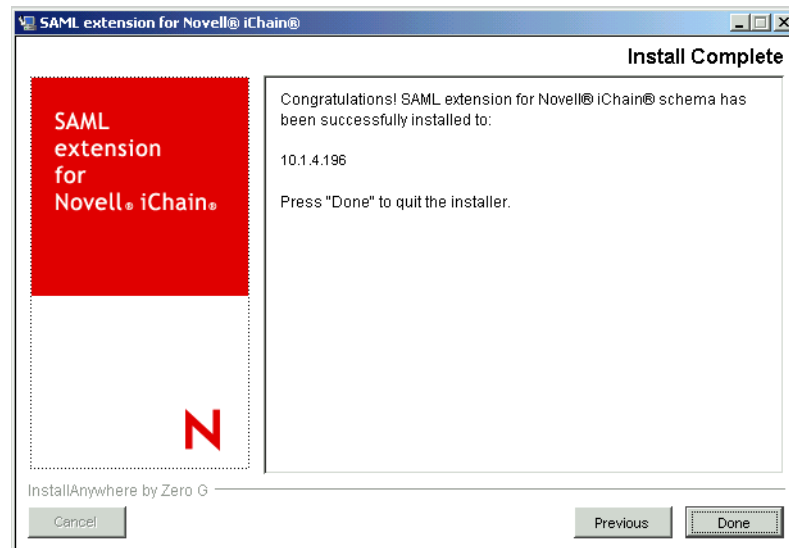 SAML extension for Novell® iChain®
Install Complete
SAML
extension
for
Novell® iChain®
Congratulations! SAML extension for Novell® iChain® schema has
been successfully installed to:
10.1.4.196
Press "Done" to quit the installer.
N
InstallAnywhere by Zero G
Cancel
Previous
Done